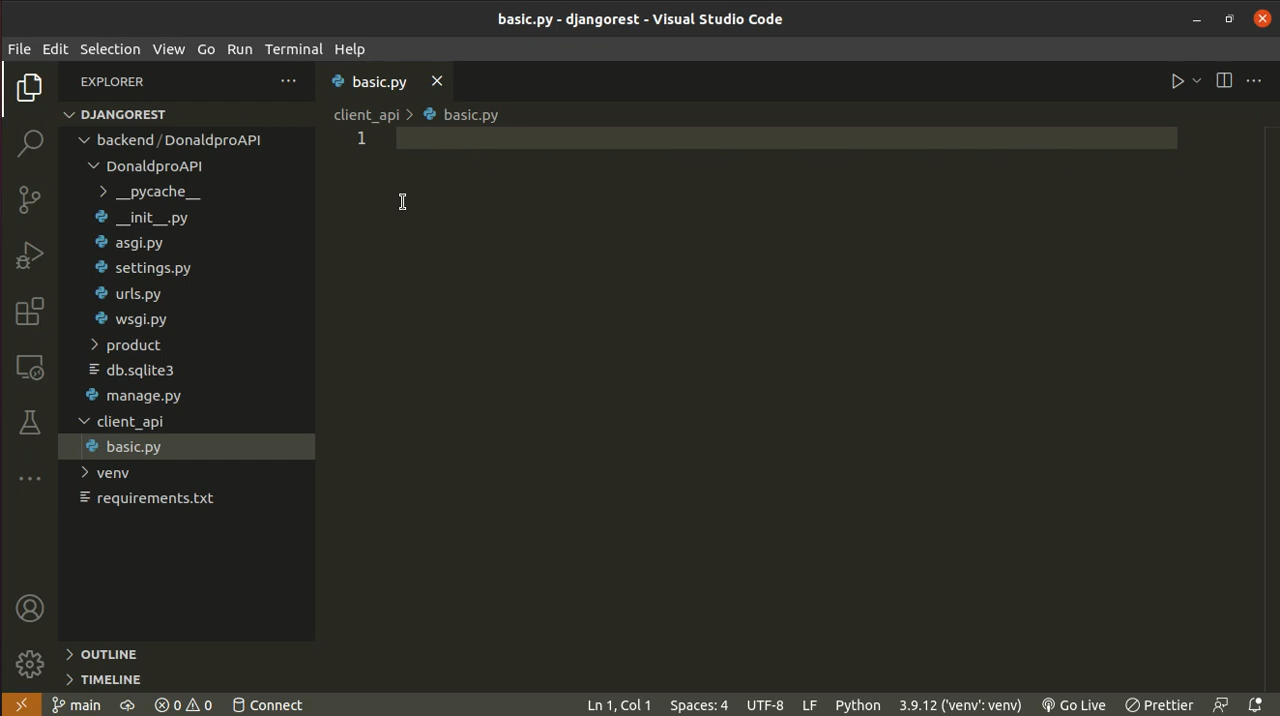 basic.py - djangorest - Visual Studio Code
File Edit Selection View Go Run Terminal Help
EXPLORER
basic.py
DJANGOREST
client_api > basic.py
backend / DonaldproAPI
1
DonaldproAPI
__pycache__
__init__.py
asgi.py
settings.py
urls.py
wsgi.py
product
db.sqlite3
manage.py
client_api
basic.py
venv
requirements.txt
OUTLINE
TIMELINE
main 0 0 Connect Ln 1, Col 1 Spaces: 4 UTF-8 LF Python 3.9.12 ('venv': venv) Go Live Prettier